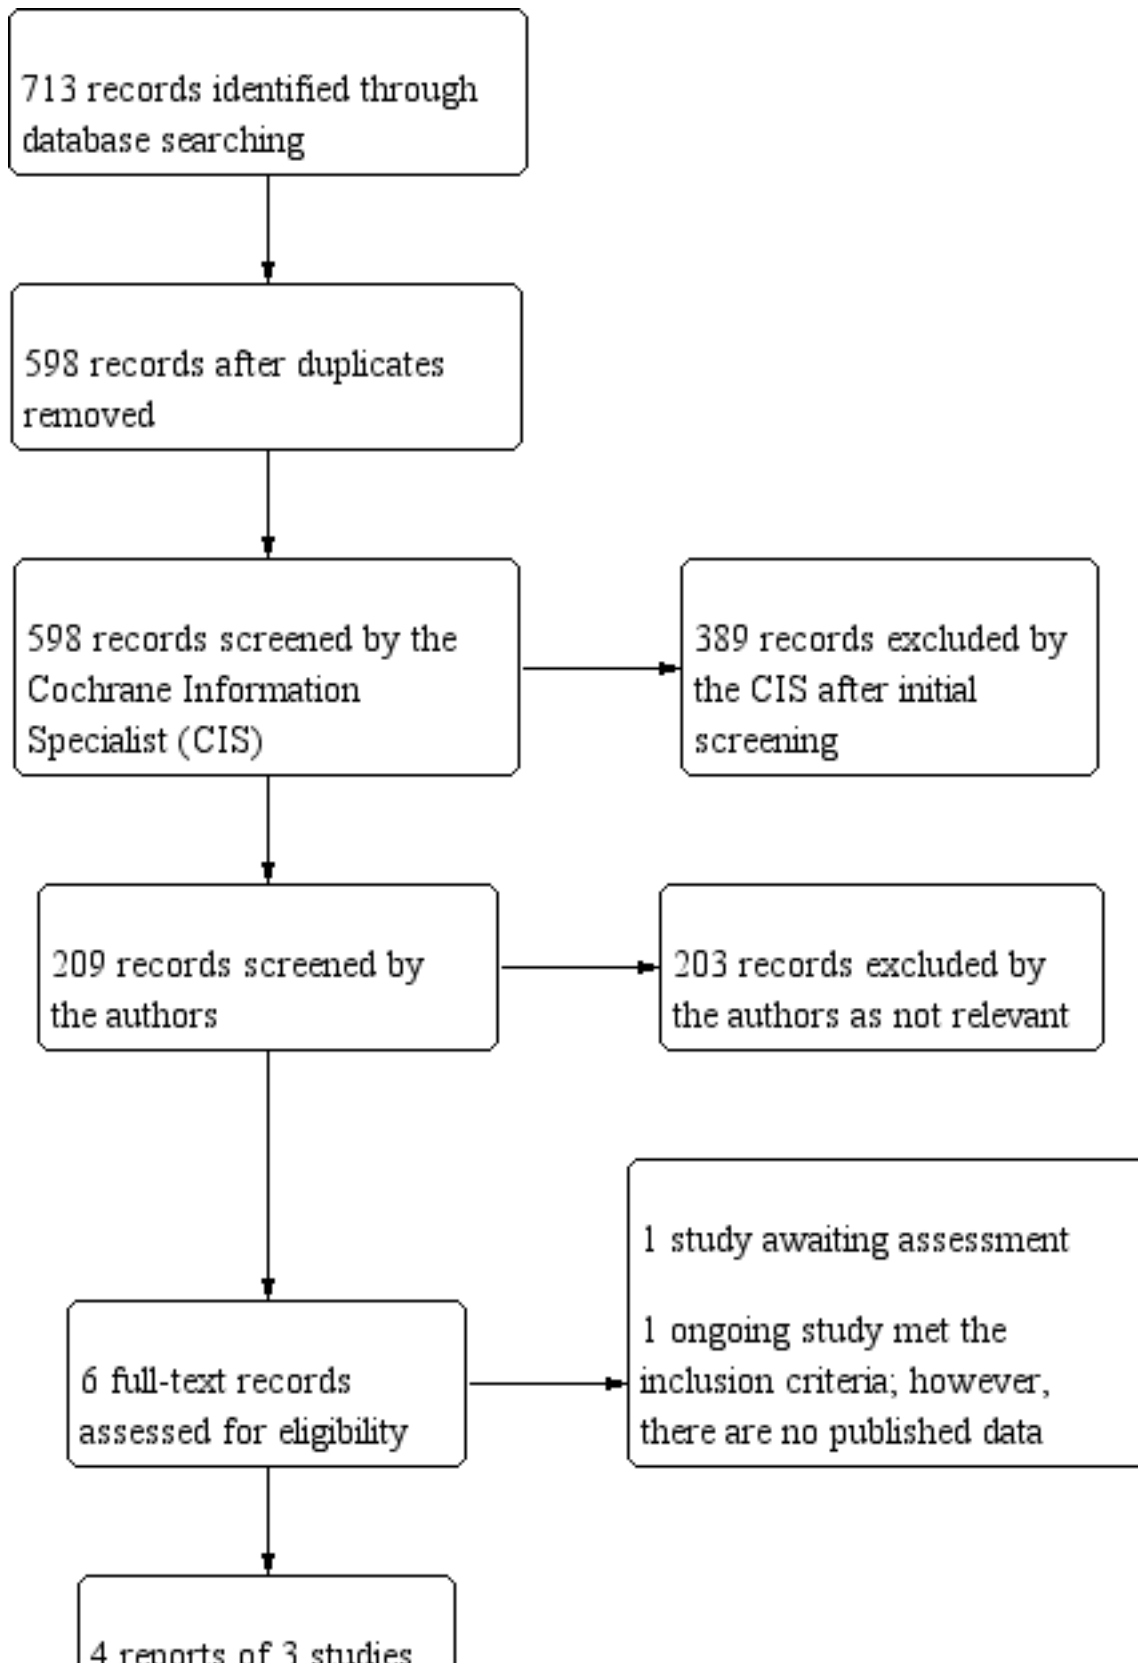 713 records identified through
database searching
598 records after duplicates
removed
598 records screened by the
Cochrane Information
Specialist (CIS)
389 records excluded by
the CIS after initial
screening
209 records screened by
the authors
203 records excluded by
the authors as not relevant
1 study awaiting assessment
1 ongoing study met the
inclusion criteria; however,
there are no published data
6 full-text records
assessed for eligibility
4 reports of 3 studies